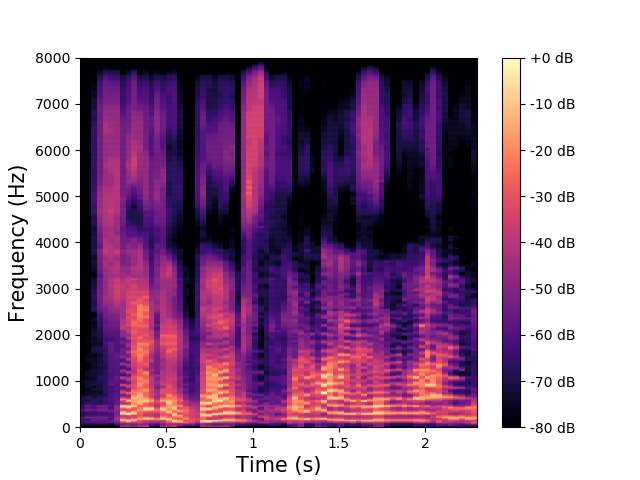 8000
7000
6000
5000
4000
3000
2000
1000
0
Frequency (Hz)
0 0.5 1 1.5 2
Time (s)
+0 dB
-10 dB
-20 dB
-30 dB
-40 dB
-50 dB
-60 dB
-70 dB
-80 dB